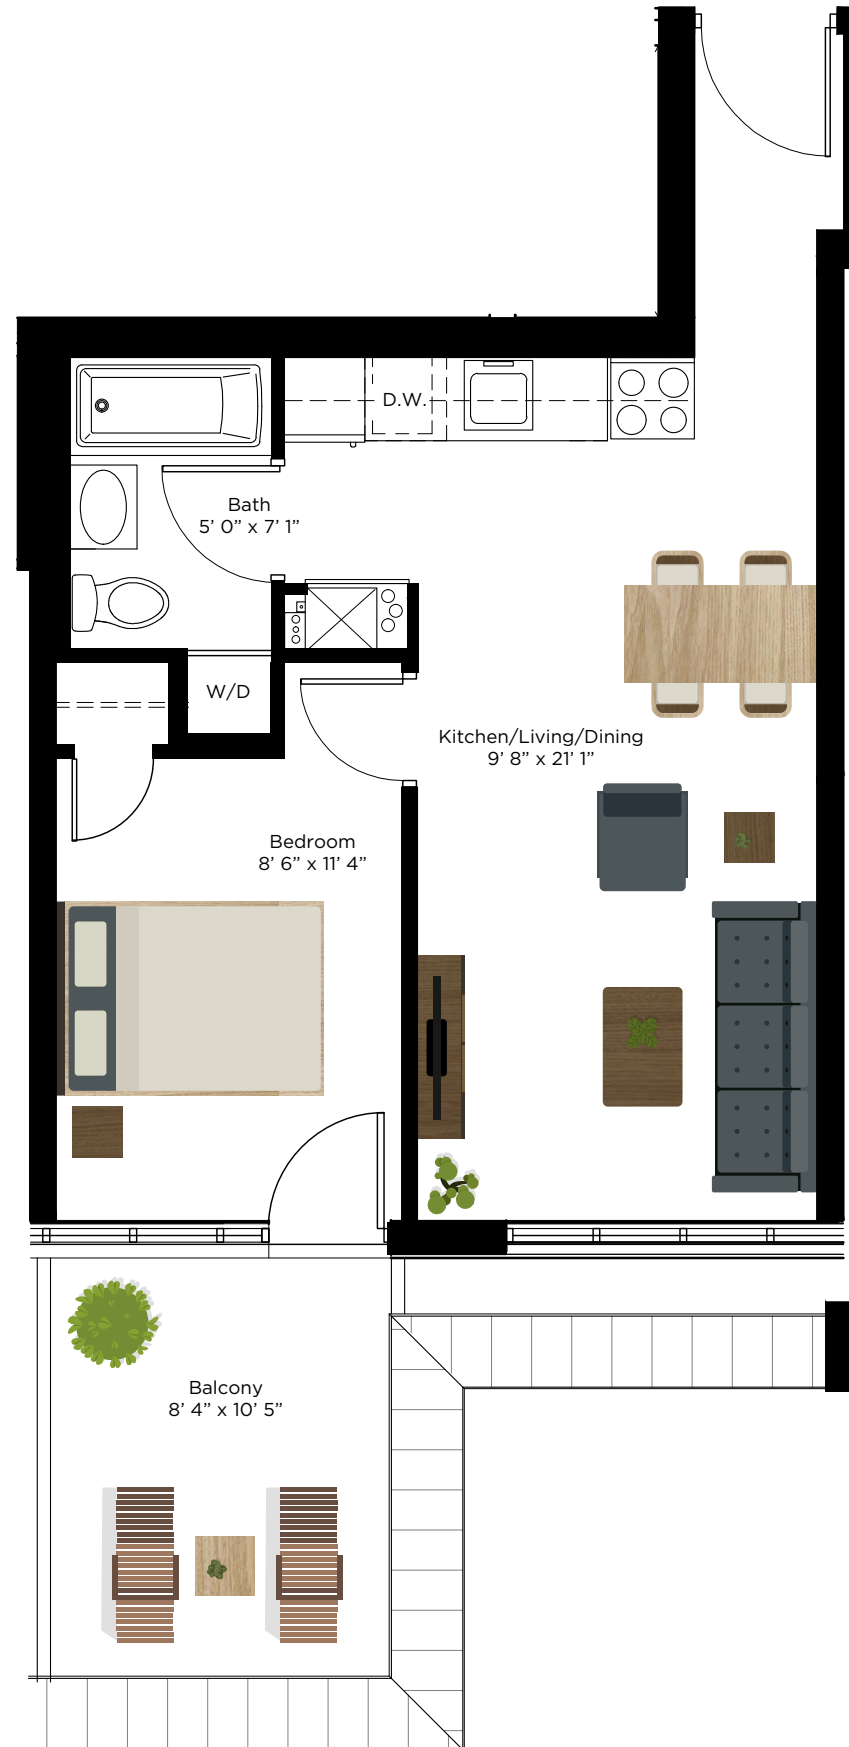 D.W.
Bath
5’ 0” x 7’ 1”
W/D
Kitchen/Living/Dining
9’ 8” x 21’ 1”
Bedroom
8’ 6” x 11’ 4”
Balcony
8’ 4” x 10’ 5”